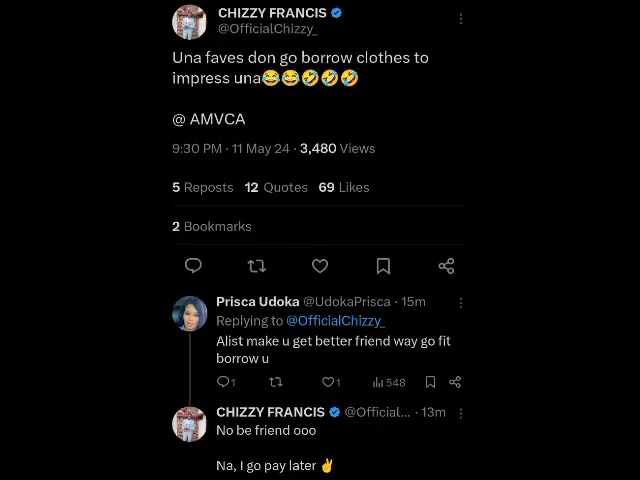 CHIZZY FRANCIS
@OfficialChizzy_
Una faves don go borrow clothes to
impress una😂😂🤣🤣🤣
@ AMVCA
9:30 PM · 11 May 24 · 3,480 Views
5 Reposts 12 Quotes 69 Likes
2 Bookmarks
Prisca Udoka @UdokaPrisca · 15m
Replying to @OfficialChizzy_
Alist make u get better friend way go fit
borrow u
1 1 548
CHIZZY FRANCIS @Official... · 13m
No be friend ooo
Na, I go pay later ✌️